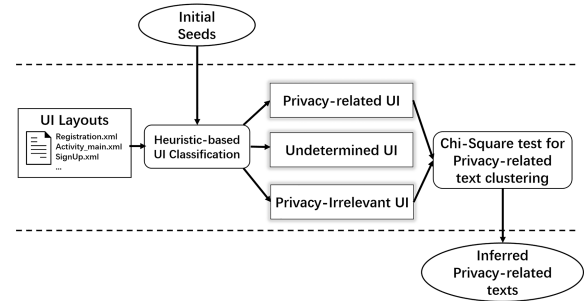 Initial
Seeds
UI Layouts
Registration.xml
Activity_main.xml
SignUp.xml
...
Heuristic-based
UI Classification
Privacy-related UI
Undetermined UI
Privacy-Irrelevant UI
Chi-Square test for
Privacy-related
text clustering
Inferred
Privacy-related
texts